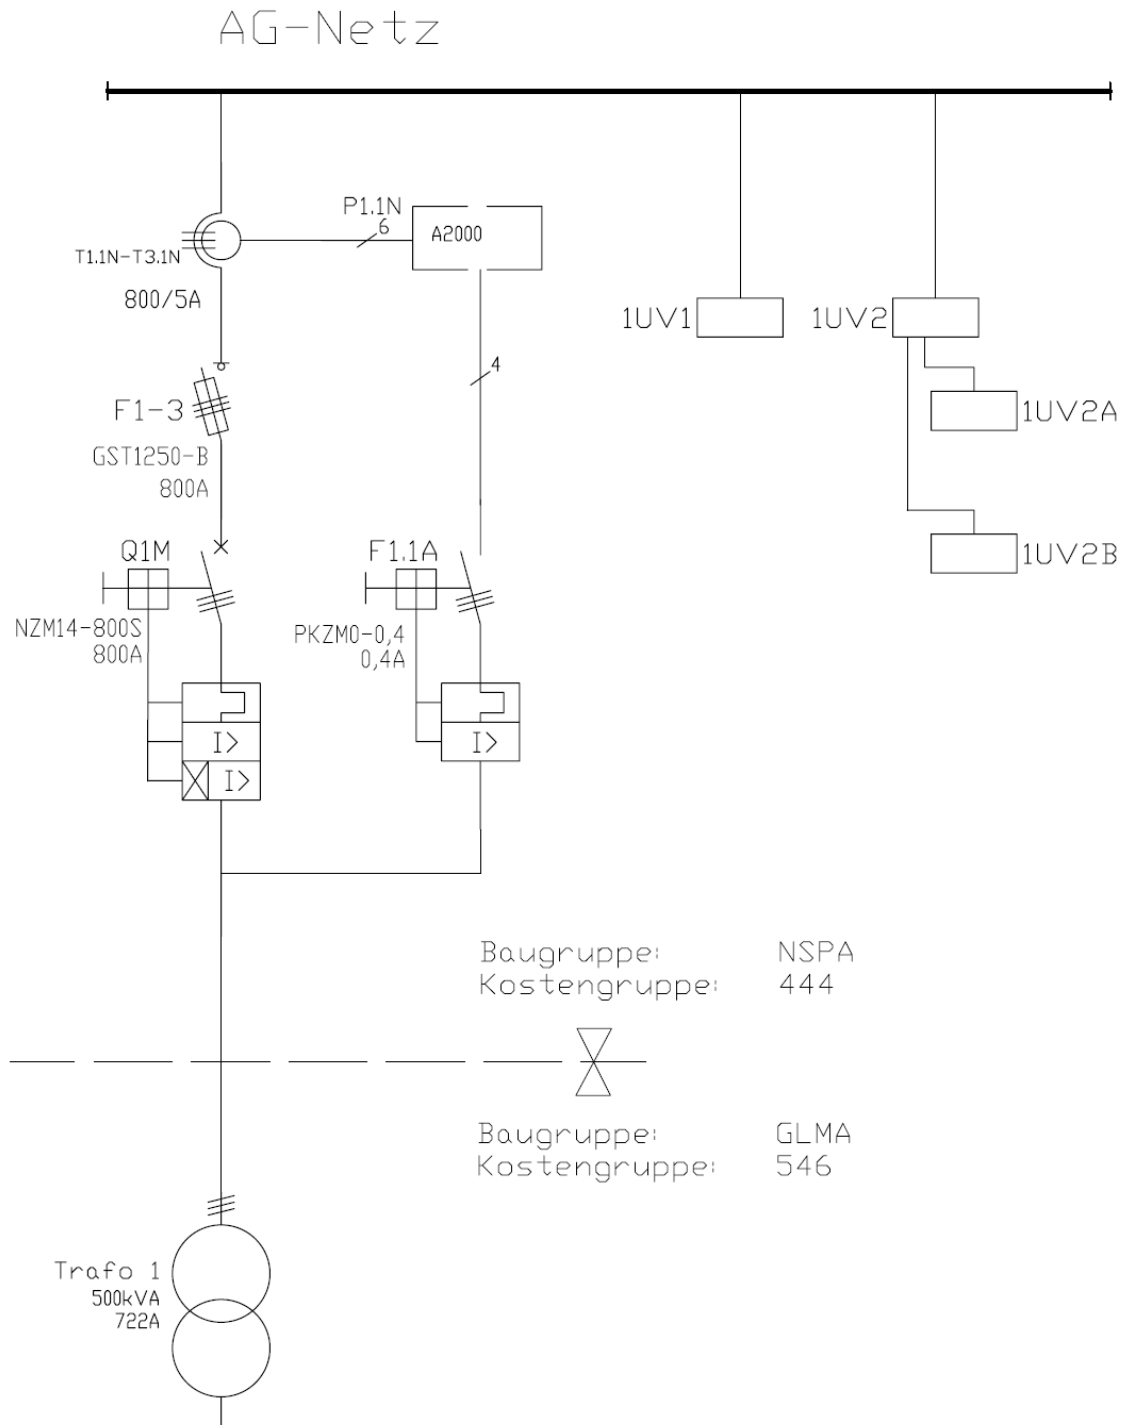 AG-Netz
P1.1N
6
A2000
T1.1N-T3.1N
800/5A
1UV1
1UV2
4
F1-3
1UV2A
GST1250-B
800A
Q1M
F1.1A
1UV2B
NZM14-800S
800A
PKZM0-0,4
0,4A
I>
I>
I>
Baugruppe: NSPA
Kostengruppe: 444
Baugruppe: GLMA
Kostengruppe: 546
Trafo 1
500kVA
722A